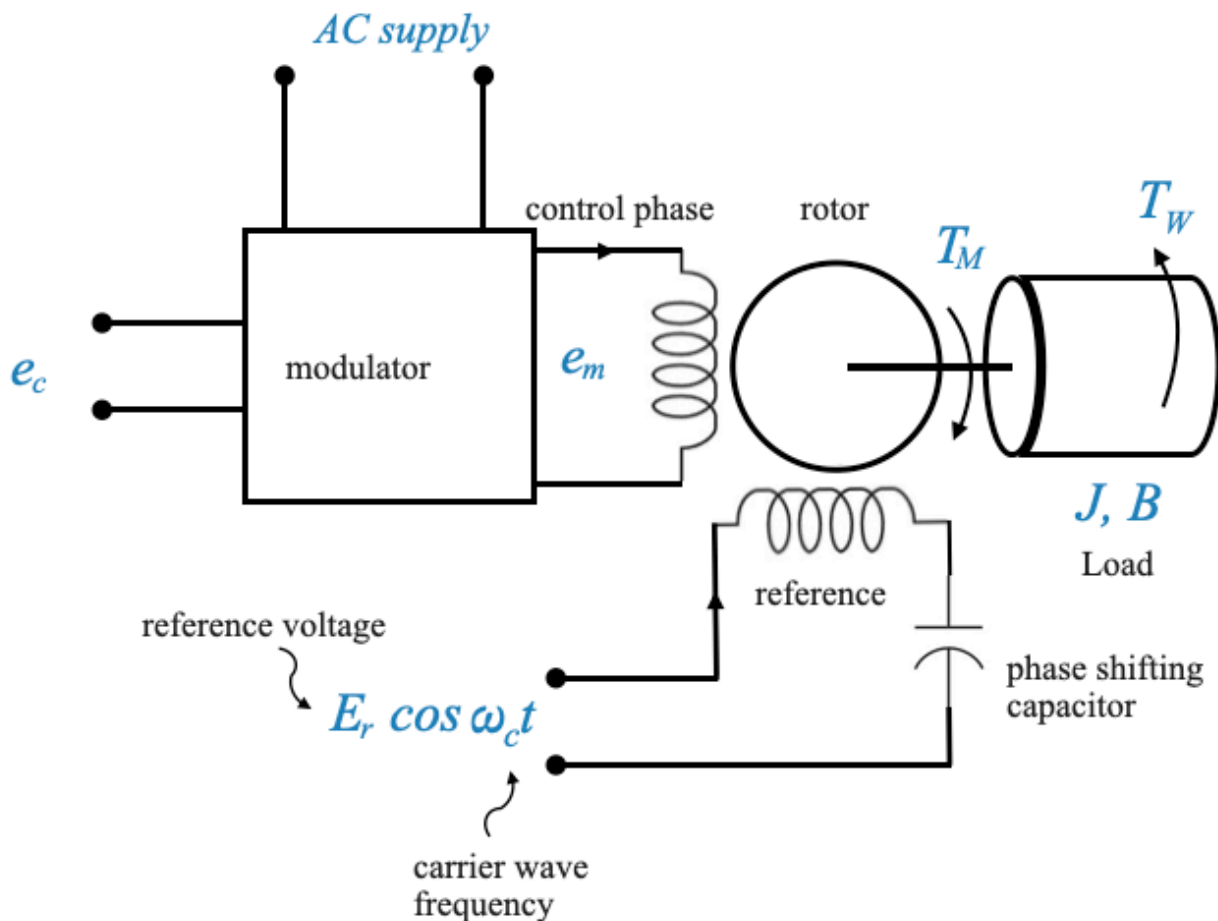 AC supply
control phase
rotor
T_W
T_M
e_c
modulator
e_m
J, B
Load
reference
reference voltage
phase shifting
capacitor
E_r cos ω_c t
carrier wave
frequency